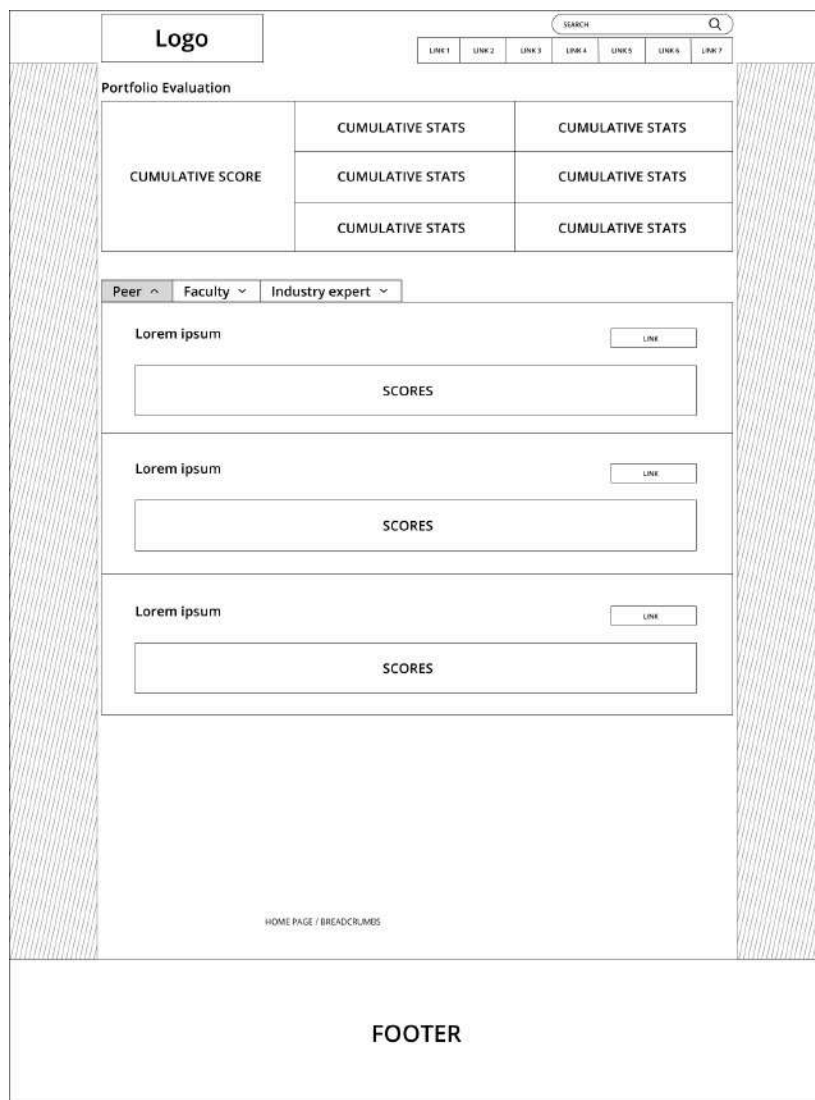 Logo
SEARCH
LINK 1 LINK 2 LINK 3 LINK 4 LINK 5 LINK 6 LINK 7
Portfolio Evaluation
CUMULATIVE SCORE
CUMULATIVE STATS CUMULATIVE STATS
CUMULATIVE STATS CUMULATIVE STATS
CUMULATIVE STATS CUMULATIVE STATS
Peer Faculty Industry expert
Lorem ipsum LINK
SCORES
Lorem ipsum LINK
SCORES
Lorem ipsum LINK
SCORES
HOME PAGE / BREADCRUMBS
FOOTER